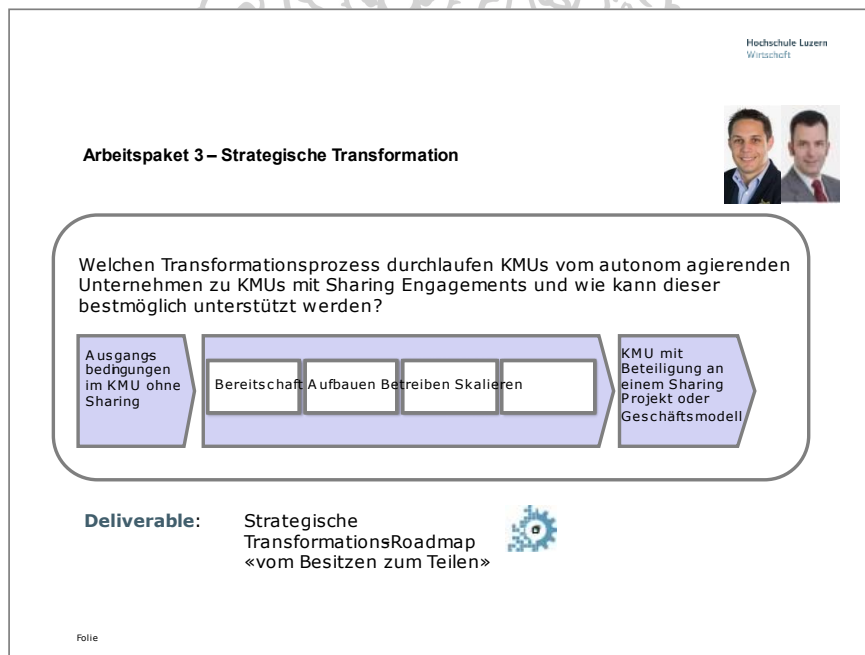 Hochschule Luzern
Wirtschaft
Arbeitspaket 3 – Strategische Transformation
Welchen Transformationsprozess durchlaufen KMUs vom autonom agierenden
Unternehmen zu KMUs mit Sharing Engagements und wie kann dieser
bestmöglich unterstützt werden?
Ausgangs
bedingungen
im KMU ohne
Sharing
Bereitschaft Aufbauen Betreiben Skalieren
KMU mit
Beteiligung an
einem Sharing
Projekt oder
Geschäftsmodell
Deliverable:
Strategische
Transformations-Roadmap
«vom Besitzen zum Teilen»
Folie